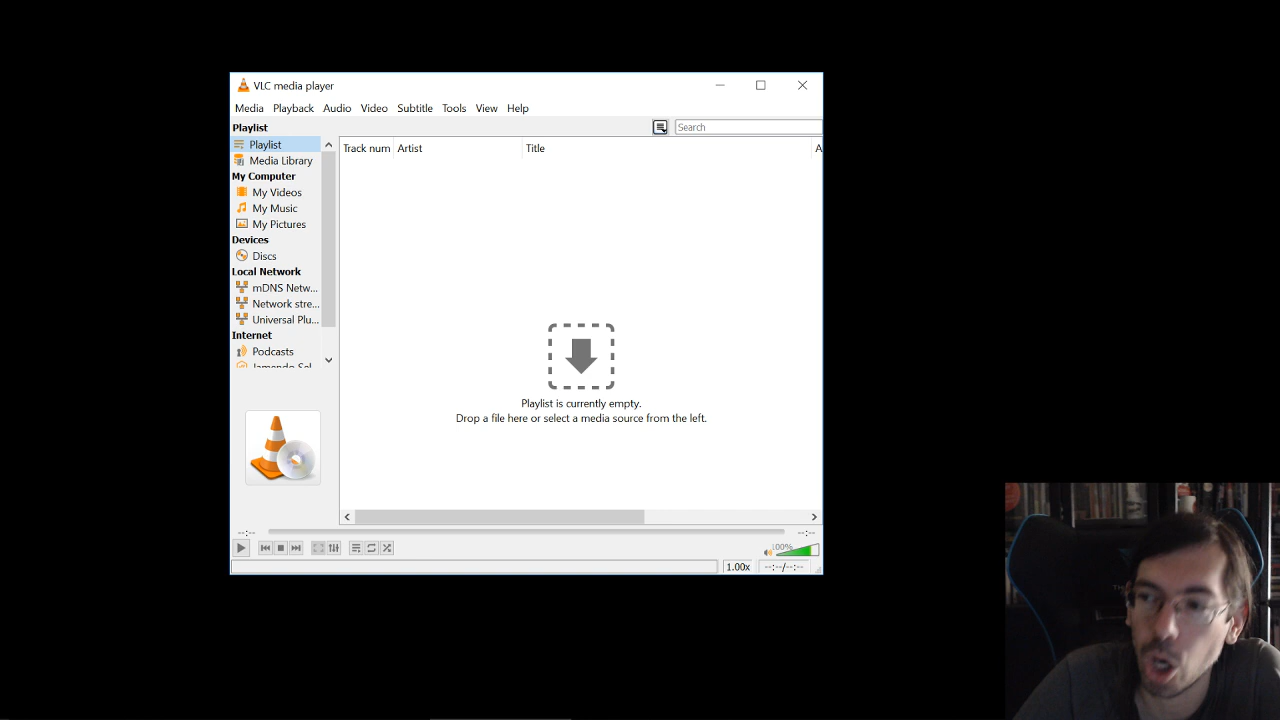 VLC media player
Media Playback Audio Video Subtitle Tools View Help
Playlist
Search
Playlist
Media Library
My Computer
My Videos
My Music
My Pictures
Devices
Discs
Local Network
mDNS Netw...
Network stre...
Universal Plu...
Internet
Podcasts
Jamendo Sel
Track num Artist Title A
Playlist is currently empty.
Drop a file here or select a media source from the left.
--:-- --:--
100%
1.00x --:--/--:--